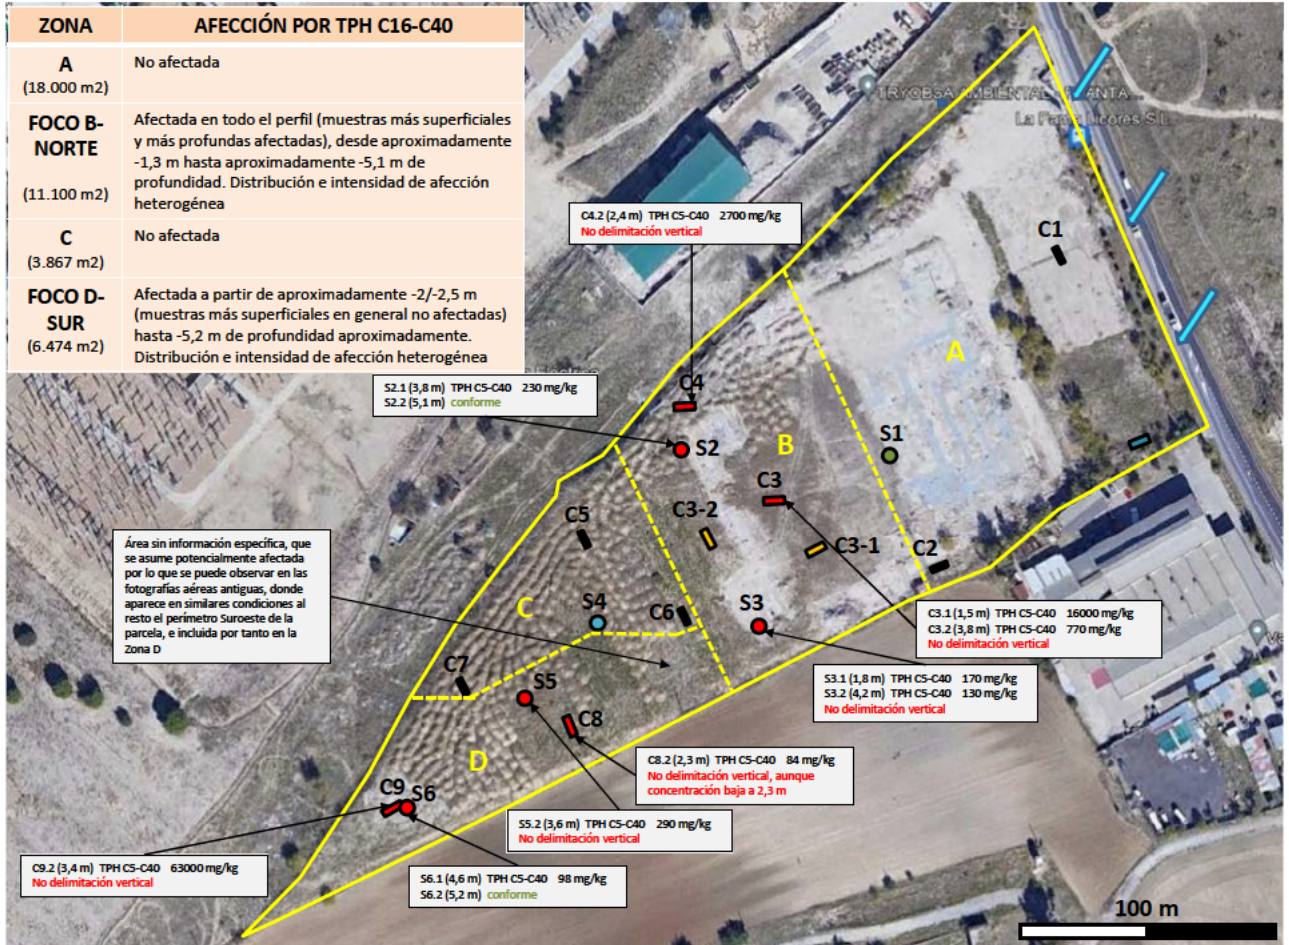 ZONA AFECCIÓN POR TPH C16-C40
A
(18.000 m2)
No afectada
FOCO B-
NORTE
(11.100 m2)
Afectada en todo el perfil (muestras más superficiales
y más profundas afectadas), desde aproximadamente
-1,3 m hasta aproximadamente -5,1 m de
profundidad. Distribución e intensidad de afección
heterogénea
C
(3.867 m2)
No afectada
FOCO D-
SUR
(6.474 m2)
Afectada a partir de aproximadamente -2/-2,5 m
(muestras más superficiales en general no afectadas)
hasta -5,2 m de profundidad aproximadamente.
Distribución e intensidad de afección heterogénea
TRYOBSA AMBIENTAL
La Fama Licores S.L
C4.2 (2,4 m) TPH C5-C40 2700 mg/kg
No delimitación vertical
C1
A
S2.1 (3,8 m) TPH C5-C40 230 mg/kg
S2.2 (5,1 m) conforme
C4
S2
B
S1
C3
C3-2
C5
C3-1
C2
Área sin información específica, que
se asume potencialmente afectada
por lo que se puede observar en las
fotografías aéreas antiguas, donde
aparece en similares condiciones al
resto el perímetro Suroeste de la
parcela, e incluida por tanto en la
Zona D
C
S4
C6
S3
C3.1 (1,5 m) TPH C5-C40 16000 mg/kg
C3.2 (3,8 m) TPH C5-C40 770 mg/kg
No delimitación vertical
C7
S5
S3.1 (1,8 m) TPH C5-C40 170 mg/kg
S3.2 (4,2 m) TPH C5-C40 130 mg/kg
No delimitación vertical
C8
D
C8.2 (2,3 m) TPH C5-C40 84 mg/kg
No delimitación vertical, aunque
concentración baja a 2,3 m
C9
S6
S5.2 (3,6 m) TPH C5-C40 290 mg/kg
No delimitación vertical
C9.2 (3,4 m) TPH C5-C40 63000 mg/kg
No delimitación vertical
S6.1 (4,6 m) TPH C5-C40 98 mg/kg
S6.2 (5,2 m) conforme
100 m